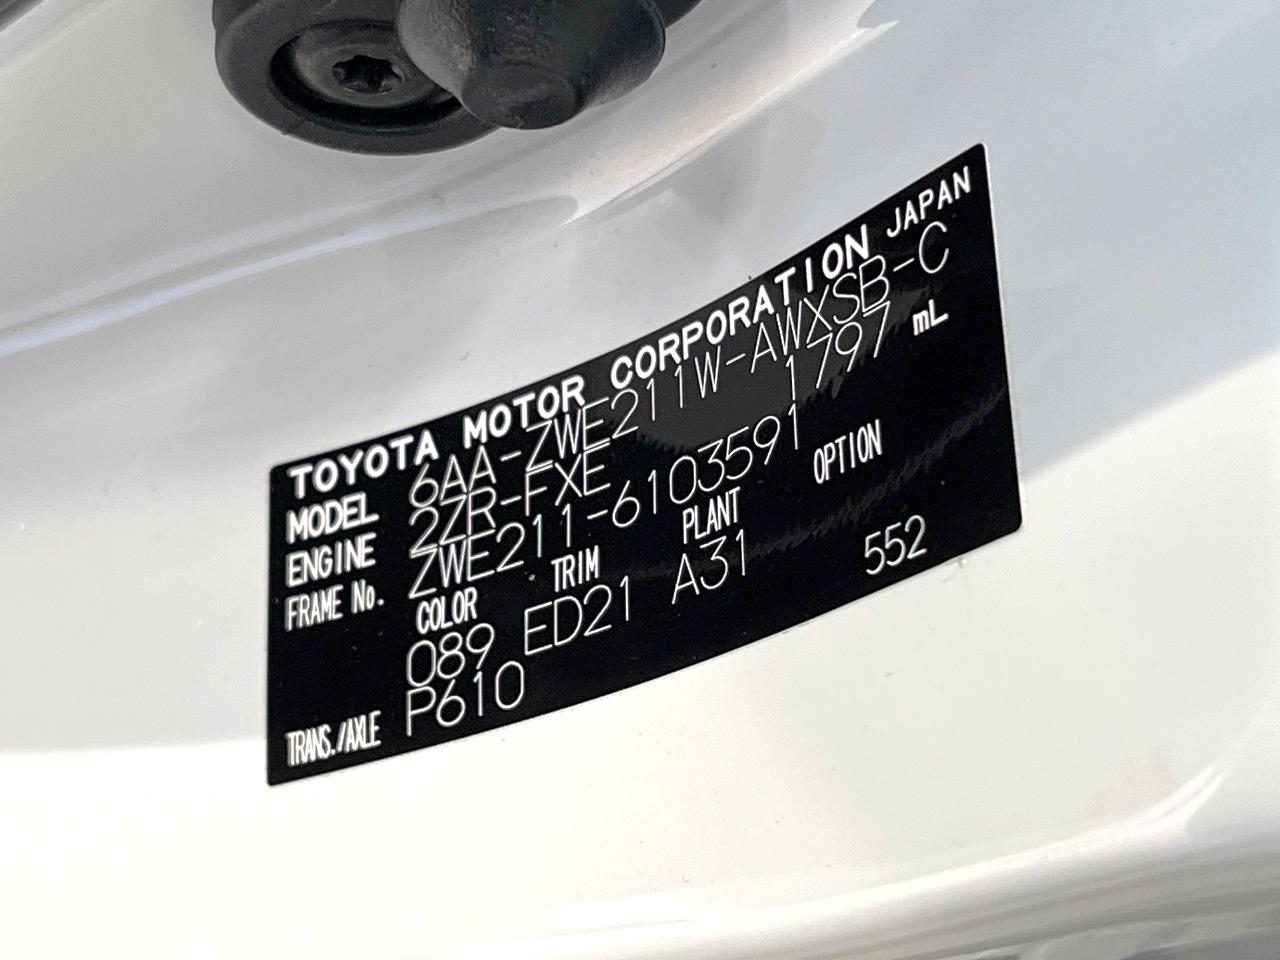 TOYOTA MOTOR CORPORATION JAPAN
MODEL 6AA-ZWE211W-AWXSB-C
ENGINE 2ZR-FXE 1797 mL
FRAME No. ZWE211-6103591
COLOR TRIM PLANT OPTION
089 ED21 A31 552
TRANS./AXLE P610